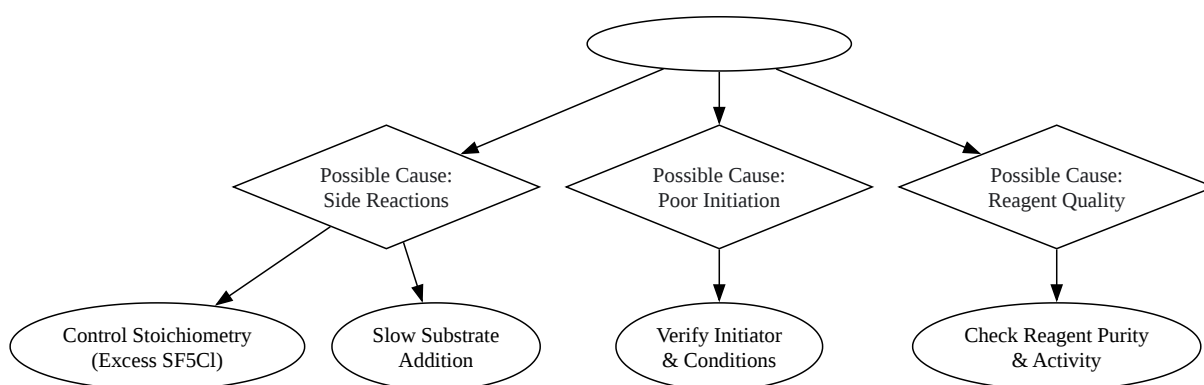 Possible Cause:
Side Reactions
Possible Cause:
Poor Initiation
Possible Cause:
Reagent Quality
Control Stoichiometry
(Excess SF5Cl)
Slow Substrate
Addition
Verify Initiator
& Conditions
Check Reagent Purity
& Activity